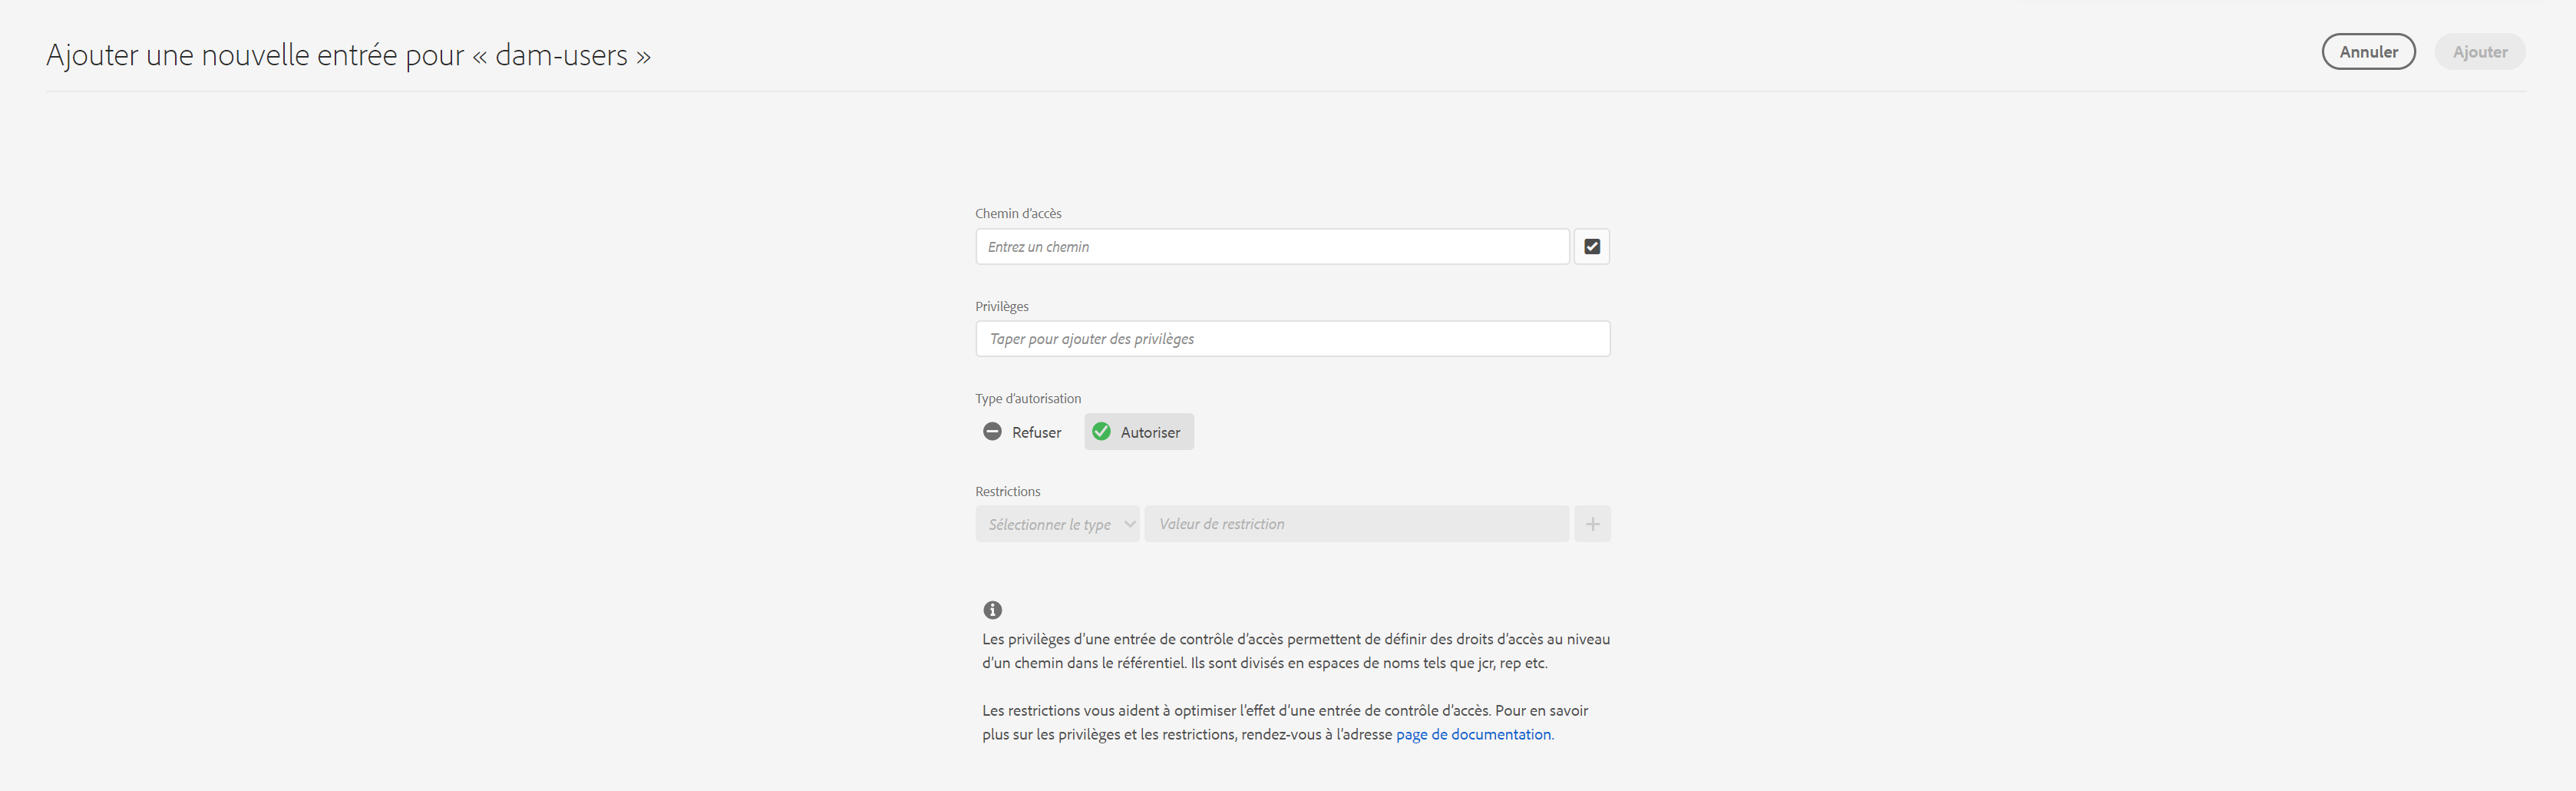 Ajouter une nouvelle entrée pour « dam-users »
Annuler
Ajouter
Chemin d’accès
Entrez un chemin
Privilèges
Taper pour ajouter des privilèges
Type d’autorisation
Refuser
Autoriser
Restrictions
Sélectionner le type
Valeur de restriction
Les privilèges d’une entrée de contrôle d’accès permettent de définir des droits d’accès au niveau
d’un chemin dans le référentiel. Ils sont divisés en espaces de noms tels que jcr, rep etc.
Les restrictions vous aident à optimiser l’effet d’une entrée de contrôle d’accès. Pour en savoir
plus sur les privilèges et les restrictions, rendez-vous à l’adresse page de documentation.